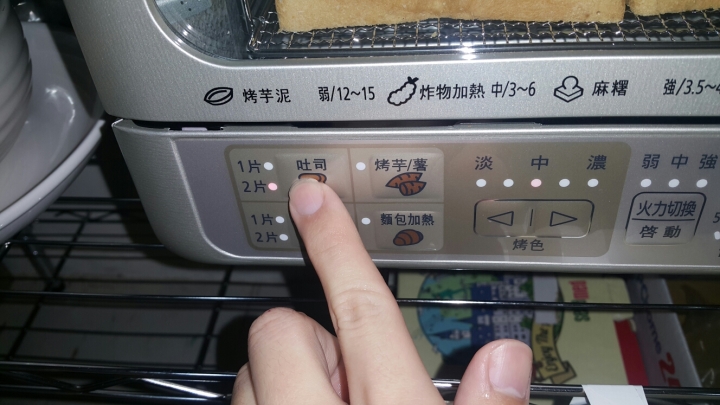 烤芋泥 弱/12~15 炸物加熱 中/3~6 麻糬 強/3.5~4
1片 吐司 烤芋/薯 淡 中 濃 弱 中 強
2片
火力切換
1片 麵包加熱 啓動
2片 烤色